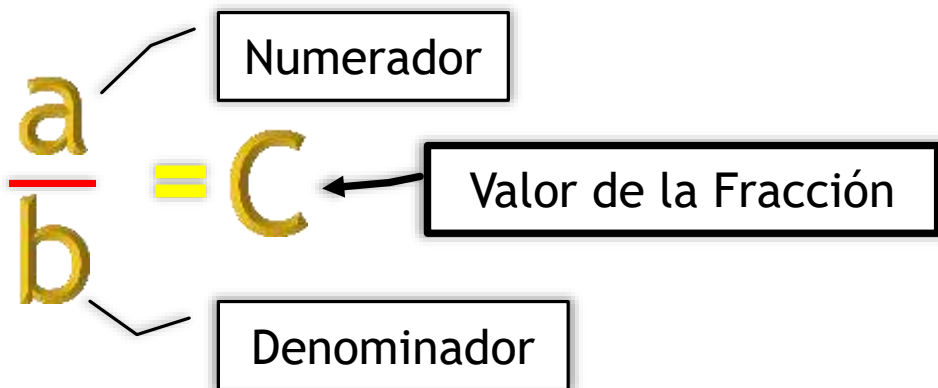 Numerador
a
b
= C
Valor de la Fracción
Denominador